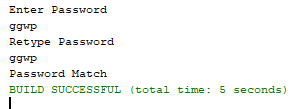 Enter Password
ggwp
Retype Password
ggwp
Password Match
BUILD SUCCESSFUL (total time: 5 seconds)